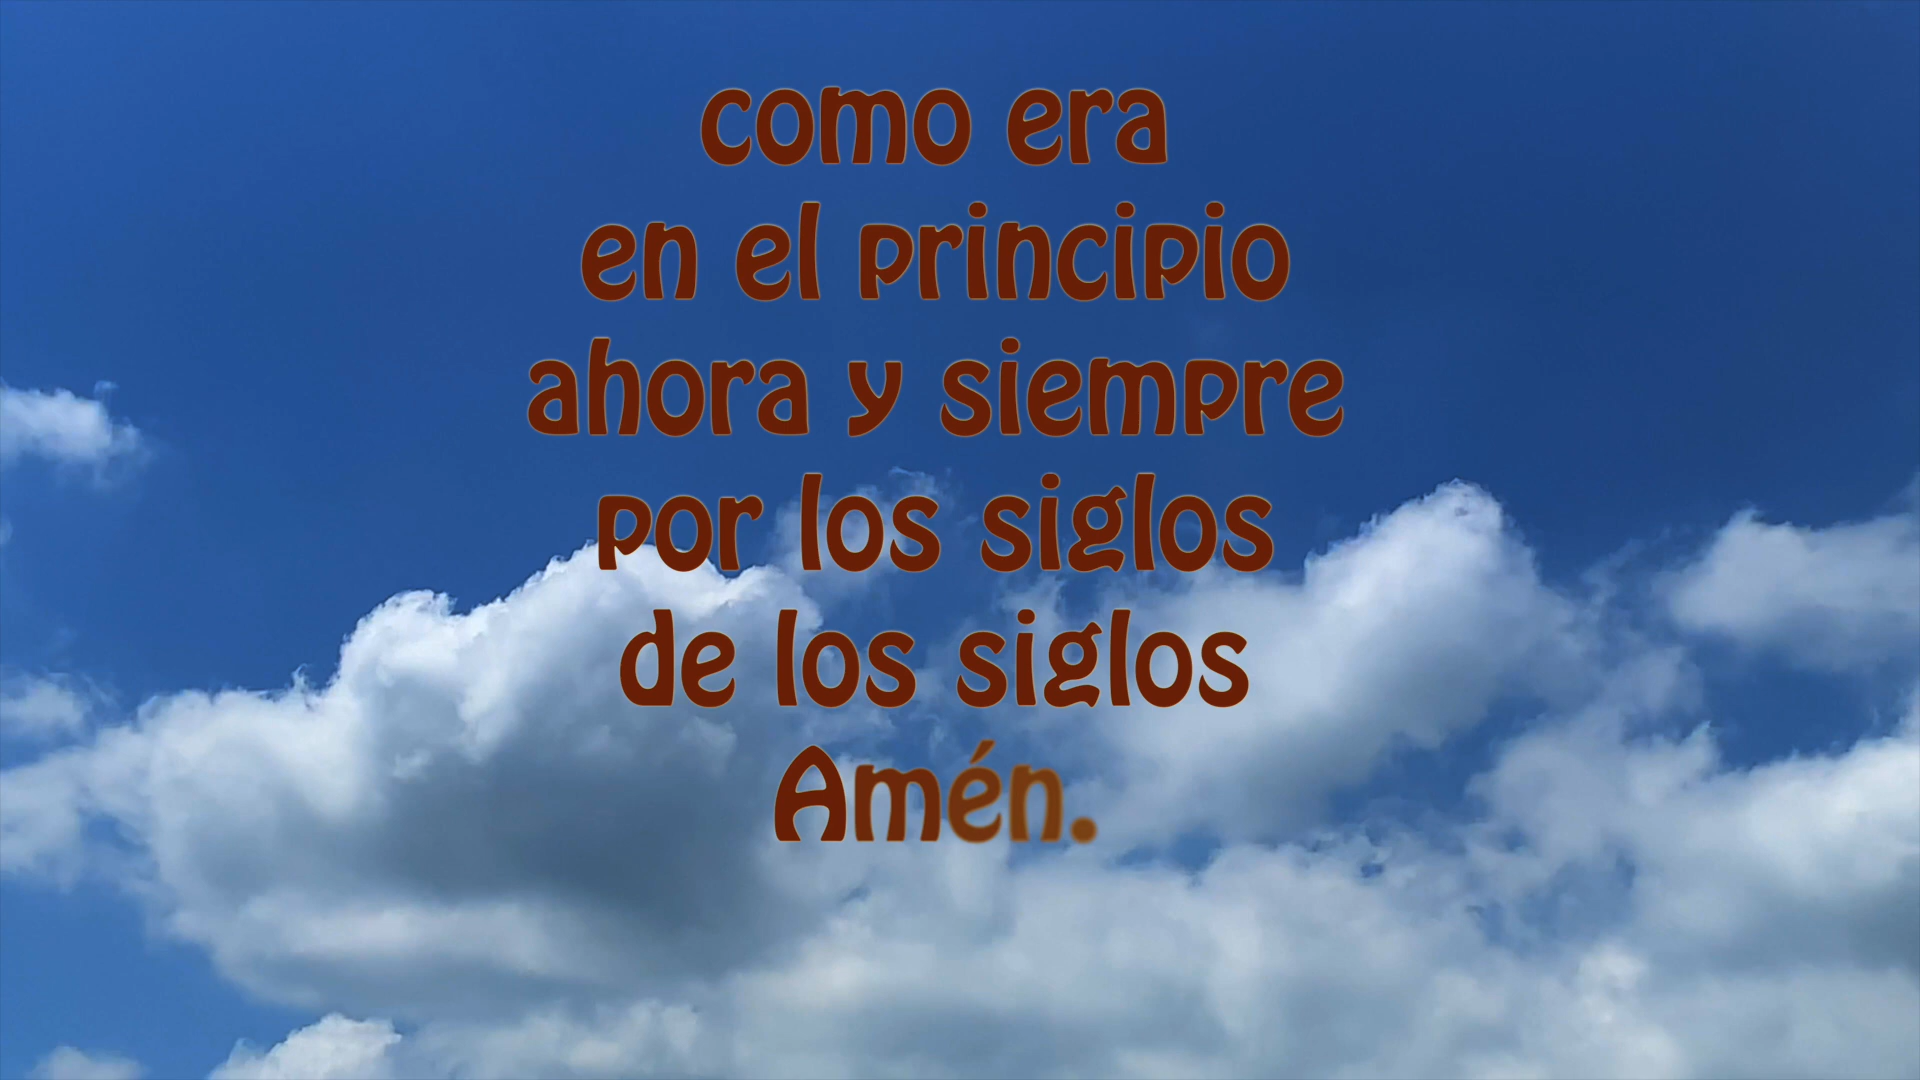 como era
en el principio
ahora y siempre
por los siglos
de los siglos
Amén.